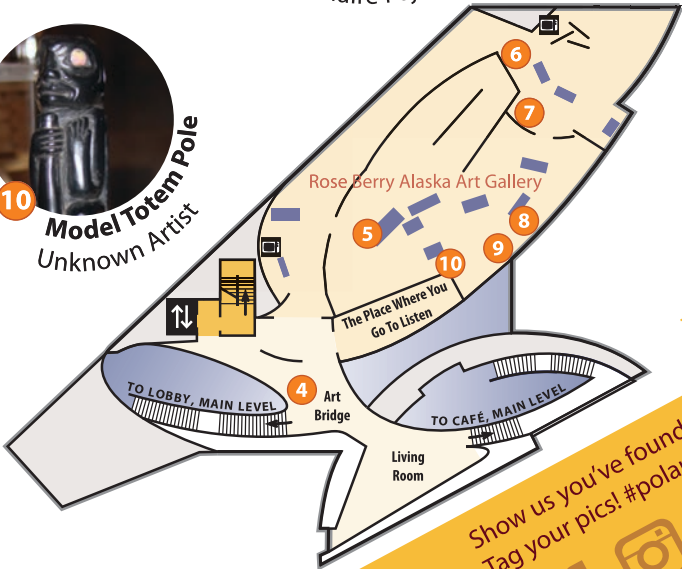 10
Model Totem Pole
Unknown Artist
6
7
Rose Berry Alaska Art Gallery
5
8
9
10
The Place Where You
Go To Listen
4
Art
Bridge
TO LOBBY, MAIN LEVEL
TO CAFÉ, MAIN LEVEL
Living
Room
Show us you've found
Tag your pics!